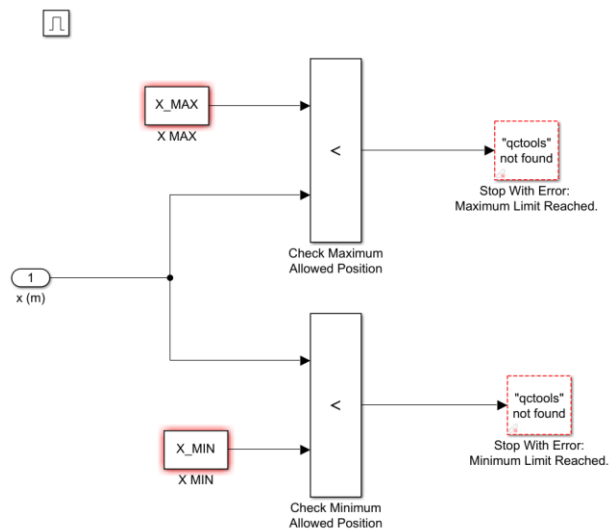 X_MAX
X MAX
<
Check Maximum
Allowed Position
"qctools"
not found
Stop With Error:
Maximum Limit Reached.
1
x (m)
X_MIN
X MIN
<
Check Minimum
Allowed Position
"qctools"
not found
Stop With Error:
Minimum Limit Reached.